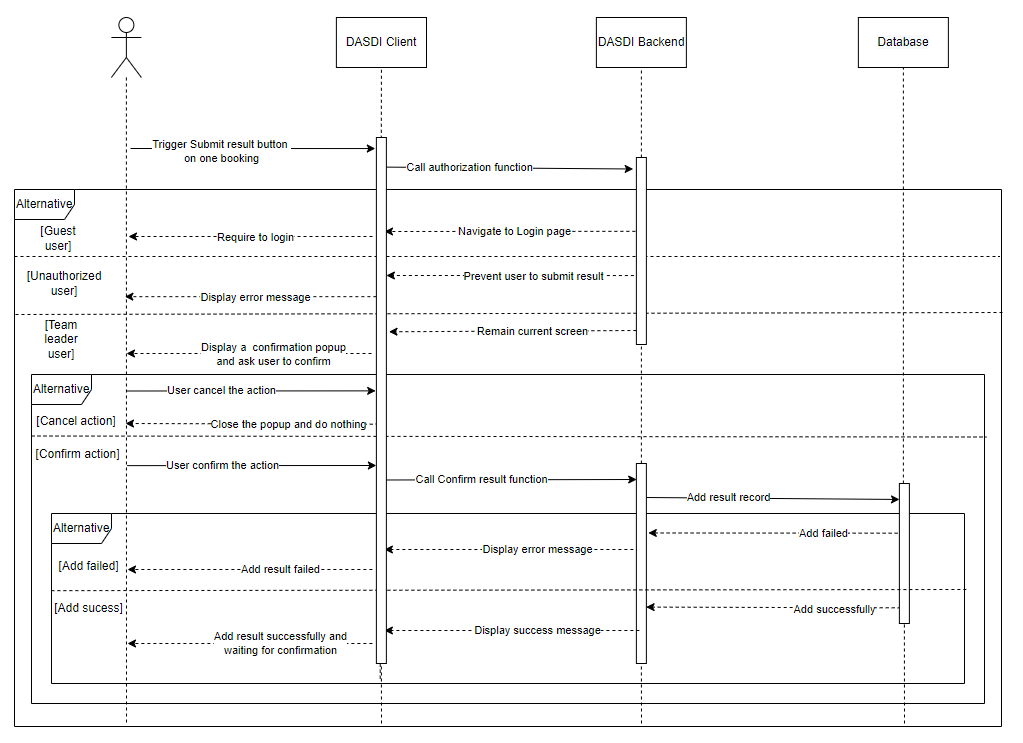 DASDI Client
DASDI Backend
Database
Trigger Submit result button
on one booking
Call authorization function
Alternative
[Guest
user]
Navigate to Login page
Require to login
[Unauthorized
user]
Prevent user to submit result
Display error message
[Team
leader
user]
Remain current screen
Display a confirmation popup
and ask user to confirm
Alternative
User cancel the action
[Cancel action]
Close the popup and do nothing
[Confirm action]
User confirm the action
Call Confirm result function
Add result record
Alternative
Add failed
Display error message
[Add failed]
Add result failed
[Add sucess]
Add successfully
Display success message
Add result successfully and
waiting for confirmation